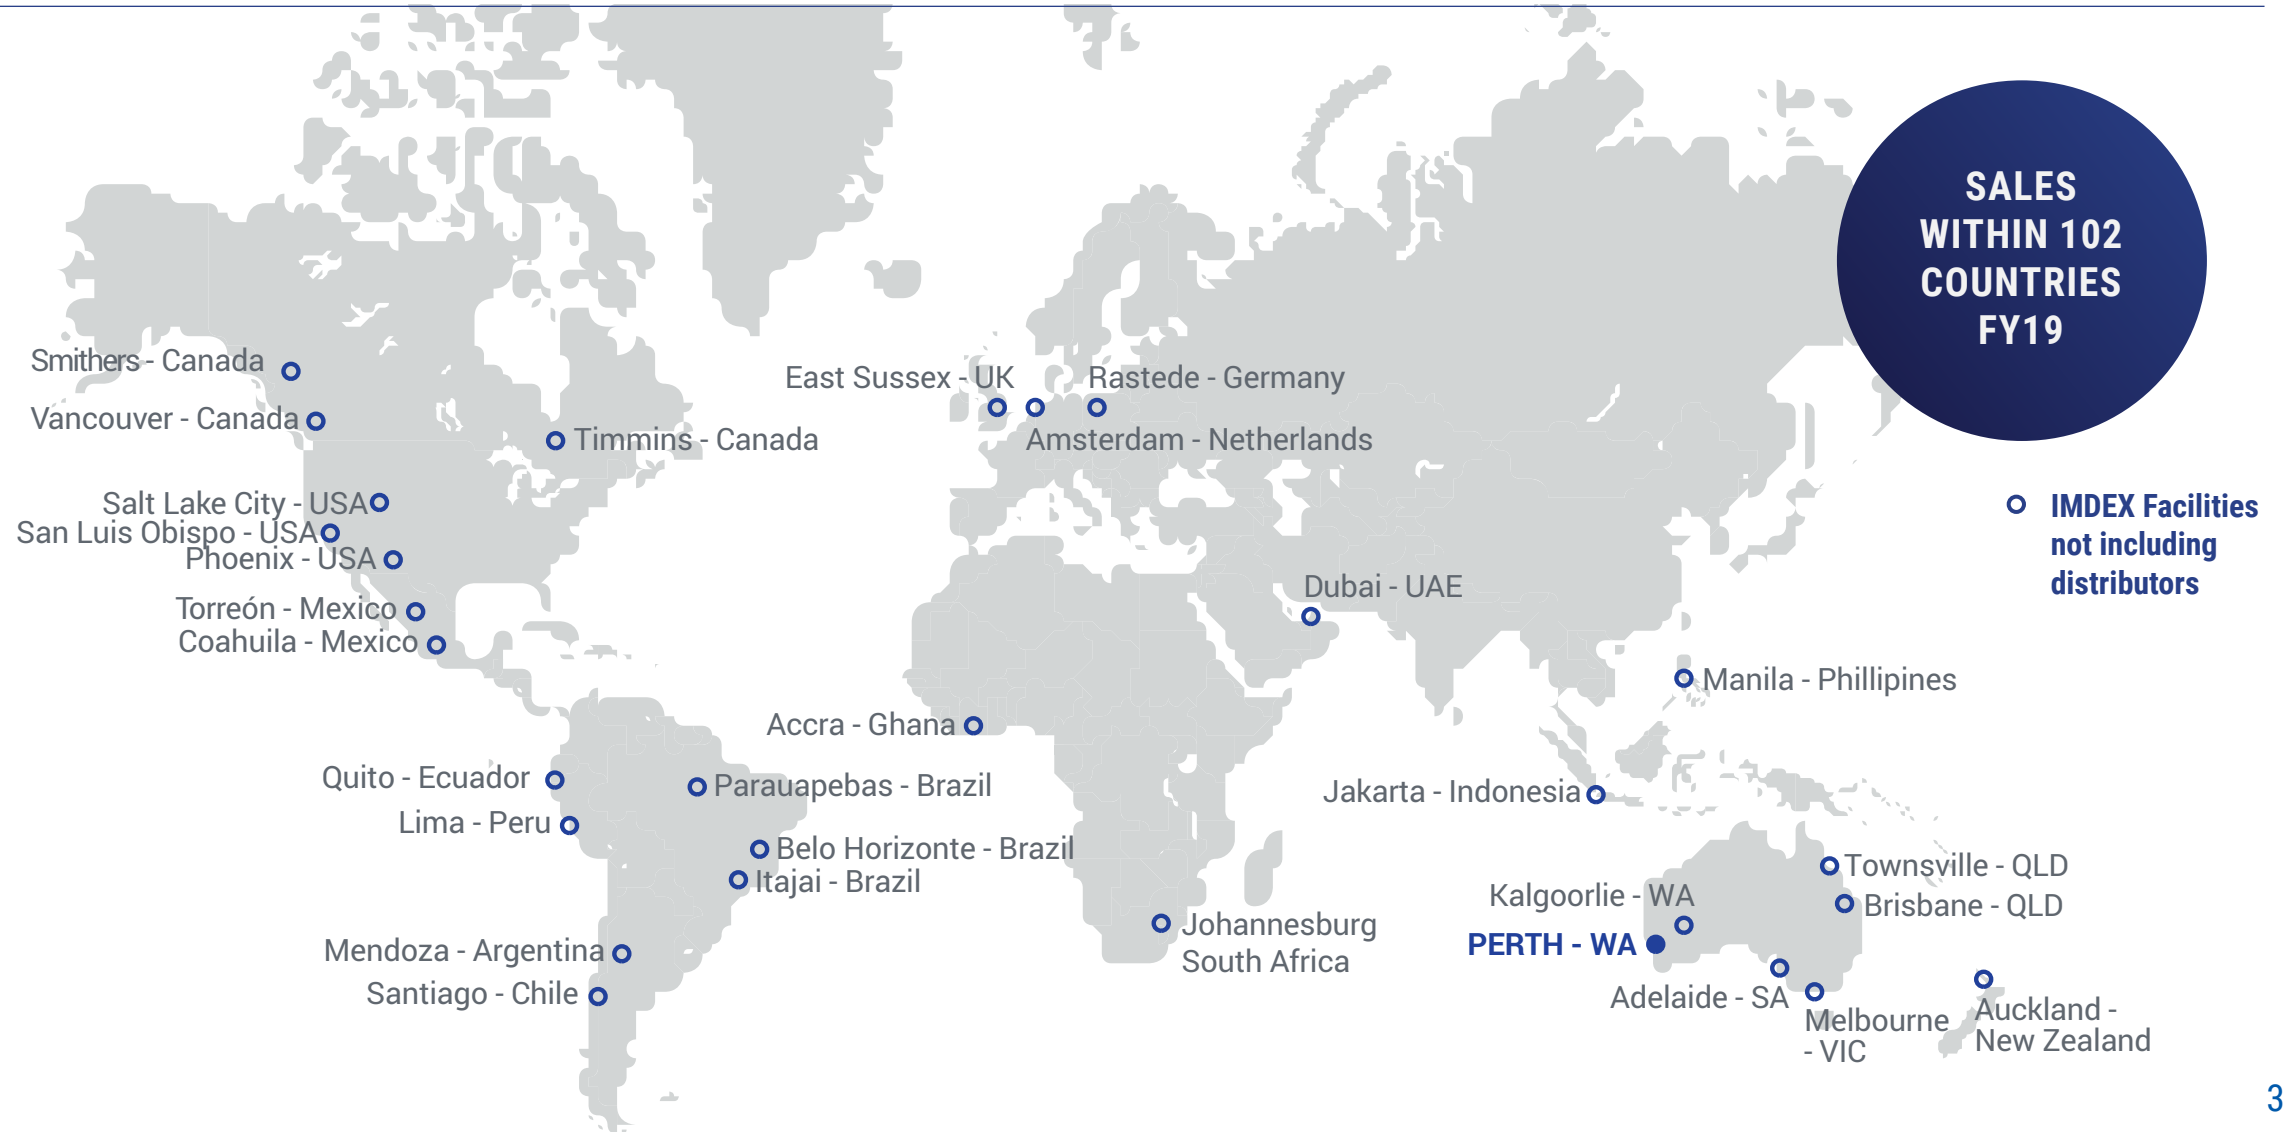 SALES
WITHIN 102
COUNTRIES
FY19
Smithers - Canada
East Sussex - UK
Rastede - Germany
Vancouver - Canada
Timmins - Canada
Amsterdam - Netherlands
Salt Lake City - USA
San Luis Obispo - USA
Phoenix - USA
IMDEX Facilities
not including
distributors
Dubai - UAE
Torreón - Mexico
Coahuila - Mexico
Manila - Phillipines
Accra - Ghana
Quito - Ecuador
Parauapebas - Brazil
Jakarta - Indonesia
Lima - Peru
Belo Horizonte - Brazil
Itajai - Brazil
Townsville - QLD
Kalgoorlie - WA
Brisbane - QLD
Johannesburg
South Africa
PERTH - WA
Mendoza - Argentina
Santiago - Chile
Adelaide - SA
Melbourne
- VIC
Auckland -
New Zealand
3